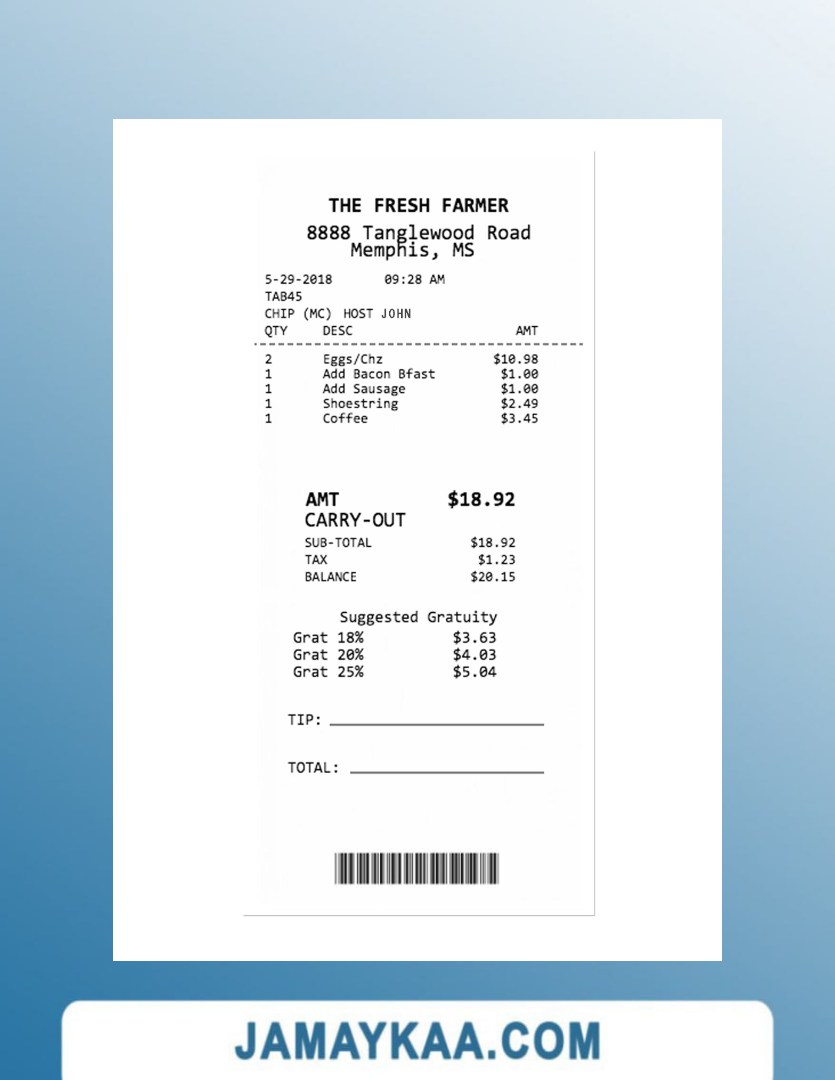 THE FRESH FARMER
8888 Tanglewood Road
Memphis, MS
5-29-2018 09:28 AM
TAB45
CHIP (MC) HOST JOHN
QTY DESC AMT
2 Eggs/Chz $10.98
1 Add Bacon Bfast $1.00
1 Add Sausage $1.00
1 Shoestring $2.49
1 Coffee $3.45
AMT $18.92
CARRY-OUT
SUB-TOTAL $18.92
TAX $1.23
BALANCE $20.15
Suggested Gratuity
Grat 18% $3.63
Grat 20% $4.03
Grat 25% $5.04
TIP:
TOTAL:
JAMAYKAA.COM